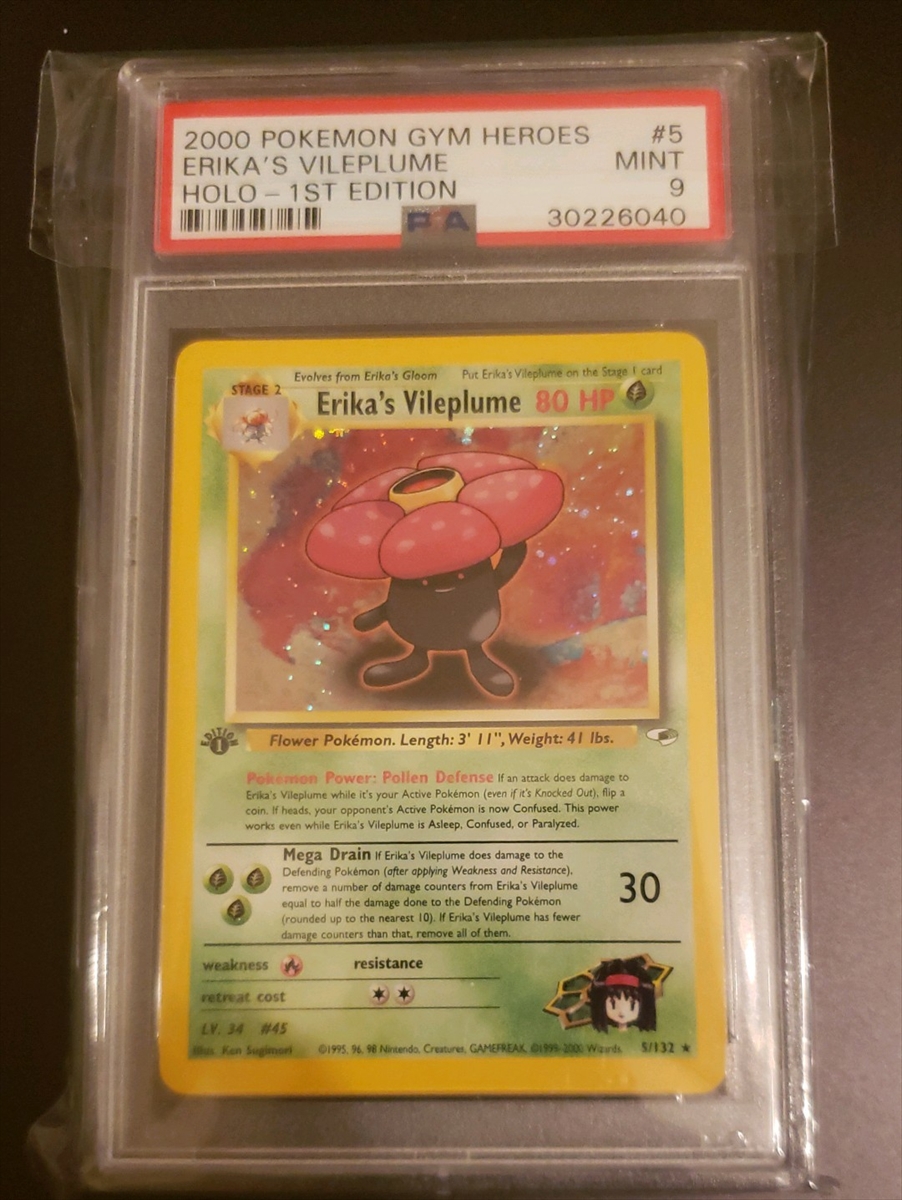 2000 POKEMON GYM HEROES #5
ERIKA'S VILEPLUME MINT
HOLO – 1ST EDITION 9
PSA 30226040
Evolves from Erika's Gloom Put Erika's Vileplume on the Stage 1 card
STAGE 2
Erika's Vileplume 80 HP
EDITION
1
Flower Pokémon. Length: 3' 11", Weight: 41 lbs.
Pokémon Power: Pollen Defense If an attack does damage to
Erika's Vileplume while it's your Active Pokémon (even if it's Knocked Out), flip a
coin. If heads, your opponent's Active Pokémon is now Confused. This power
works even while Erika's Vileplume is Asleep, Confused, or Paralyzed.
Mega Drain If Erika's Vileplume does damage to the
Defending Pokémon (after applying Weakness and Resistance),
remove a number of damage counters from Erika's Vileplume
equal to half the damage done to the Defending Pokémon
(rounded up to the nearest 10). If Erika's Vileplume has fewer
damage counters than that, remove all of them.
30
weakness resistance
retreat cost
LV. 34 #45
Illus. Ken Sugimori ©1995, 96, 98 Nintendo, Creatures, GAMEFREAK. ©1999-2000 Wizards. 5/132 ★